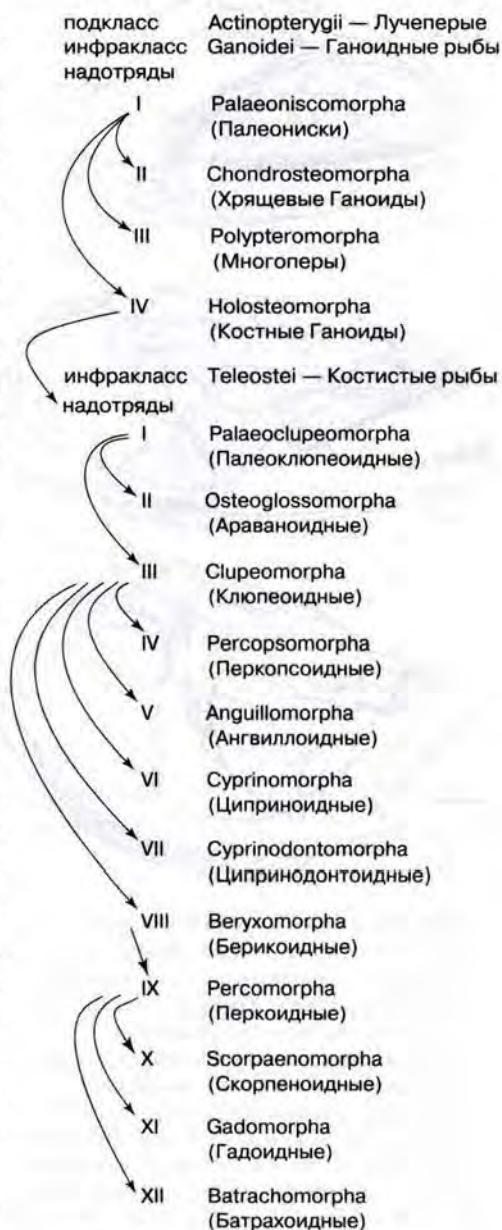 подкласс Actinopterygii — Лучеперые
инфракласс Ganoidei — Ганоидные рыбы
надотряды
I Palaeoniscomorpha
(Палеониски)
II Chondrosteomorpha
(Хрящевые Ганоиды)
III Polypteromorpha
(Многоперы)
IV Holosteomorpha
(Костные Ганоиды)
инфракласс Teleostei — Костистые рыбы
надотряды
I Palaeoclupeomorpha
(Палеоклюпеоидные)
II Osteoglossomorpha
(Араваноидные)
III Clupeomorpha
(Клюпеоидные)
IV Percopsomorpha
(Перкопсоидные)
V Anguillomorpha
(Ангвиллоидные)
VI Cyprinomorpha
(Циприноидные)
VII Cyprinodontomorpha
(Ципринодонтоидные)
VIII Beryxomorpha
(Берикоидные)
IX Percomorpha
(Перкоидные)
X Scorpaenomorpha
(Скорпеноидные)
XI Gadomorpha
(Гадоидные)
XII Batrachomorpha
(Батрахоидные)